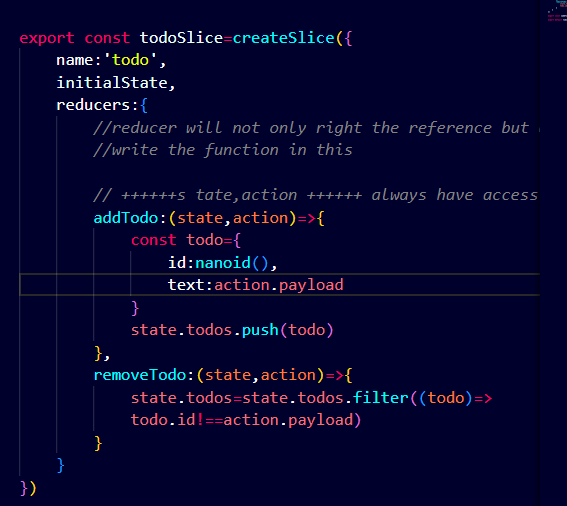 export const todoSlice=createSlice({
name:'todo',
initialState,
reducers:{
//reducer will not only right the reference but
//write the function in this
// ++++++s tate,action ++++++ always have access
addTodo:(state,action)=>{
const todo={
id:nanoid(),
text:action.payload
}
state.todos.push(todo)
},
removeTodo:(state,action)=>{
state.todos=state.todos.filter((todo)=>
todo.id!==action.payload)
}
}
})